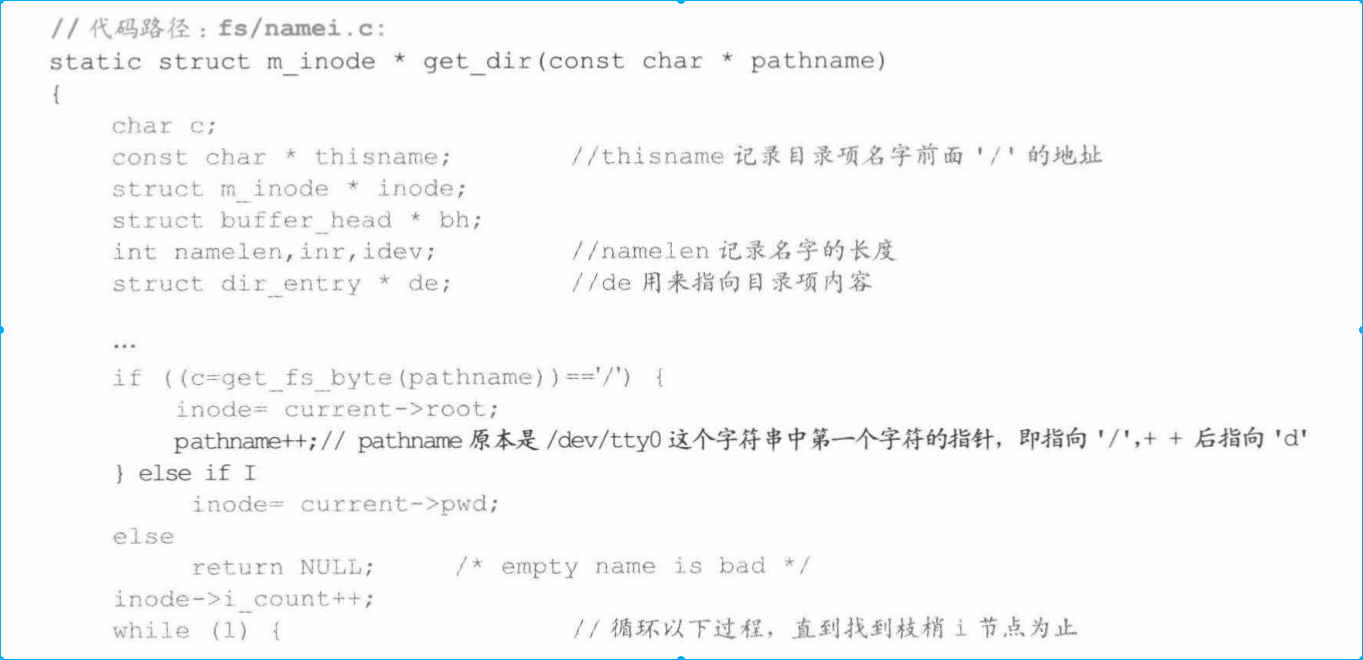 // 代码路径：fs/namei.c:
static struct m_inode * get_dir(const char * pathname)
{
char c;
const char * thisname; //thisname 记录目录项名字前面 '/' 的地址
struct m_inode * inode;
struct buffer_head * bh;
int namelen,inr,idev; //namelen 记录名字的长度
struct dir_entry * de; //de 用来指向目录项内容
…
if ((c=get_fs_byte(pathname))=='/') {
inode= current->root;
pathname++;// pathname 原本是 /dev/tty0 这个字符串中第一个字符的指针，即指向 '/',+ + 后指向 'd'
} else if I
inode= current->pwd;
else
return NULL; /* empty name is bad */
inode->i_count++;
while (1) { // 循环以下过程，直到找到枝梢 i 节点为止